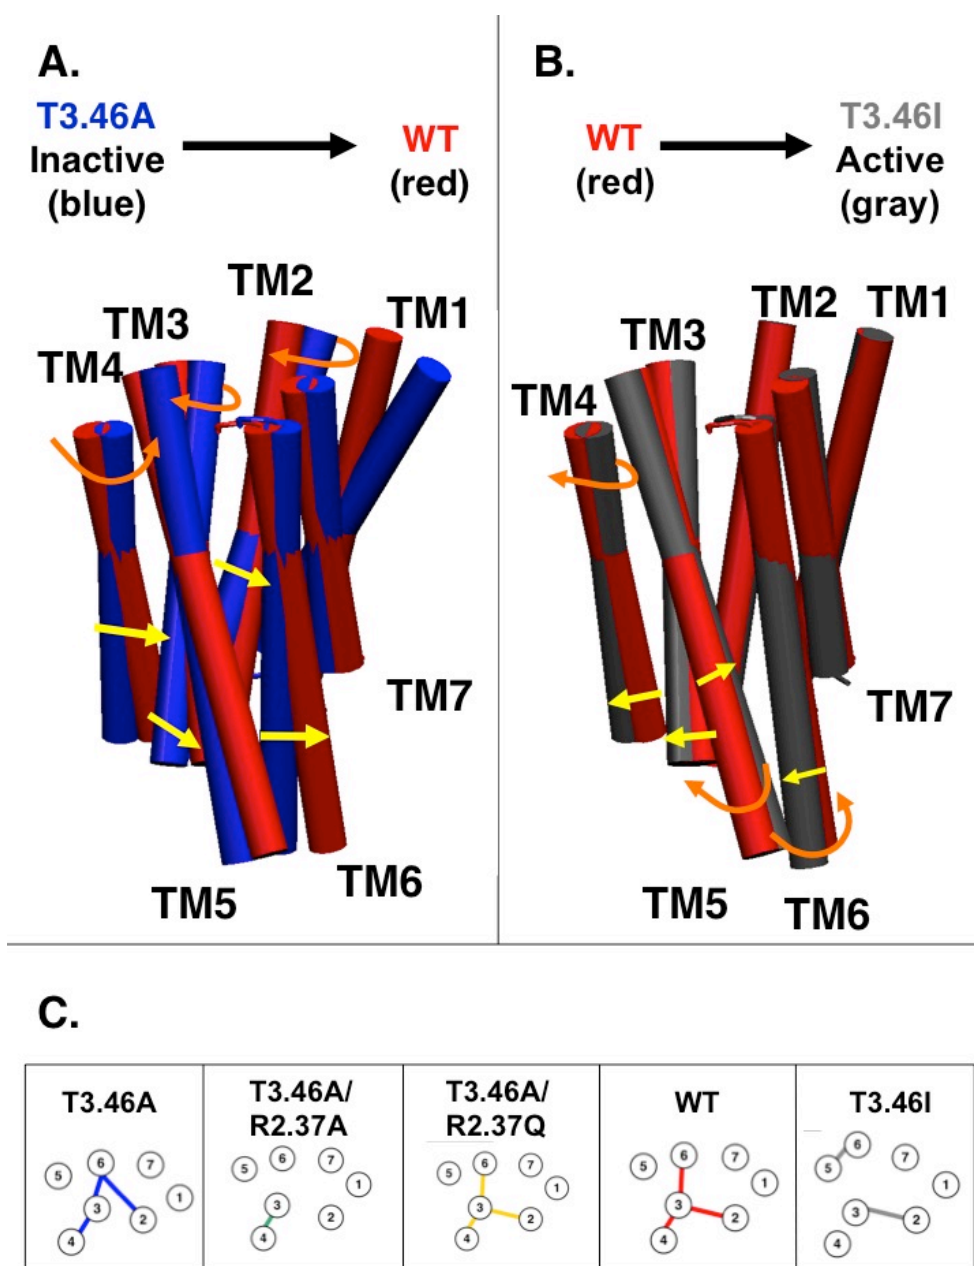 A.
T3.46A
Inactive
(blue)
WT
(red)
TM2
TM1
TM3
TM4
TM7
TM6
TM5
B.
WT
(red)
T3.46I
Active
(gray)
TM2
TM1
TM3
TM4
TM7
TM5
TM6
C.
T3.46A
6
7
5
1
3
2
4
T3.46A/
R2.37A
6
7
5
1
3
2
4
T3.46A/
R2.37Q
6
7
5
1
3
2
4
WT
6
7
5
1
3
2
4
T3.46I
6
7
5
1
3
2
4